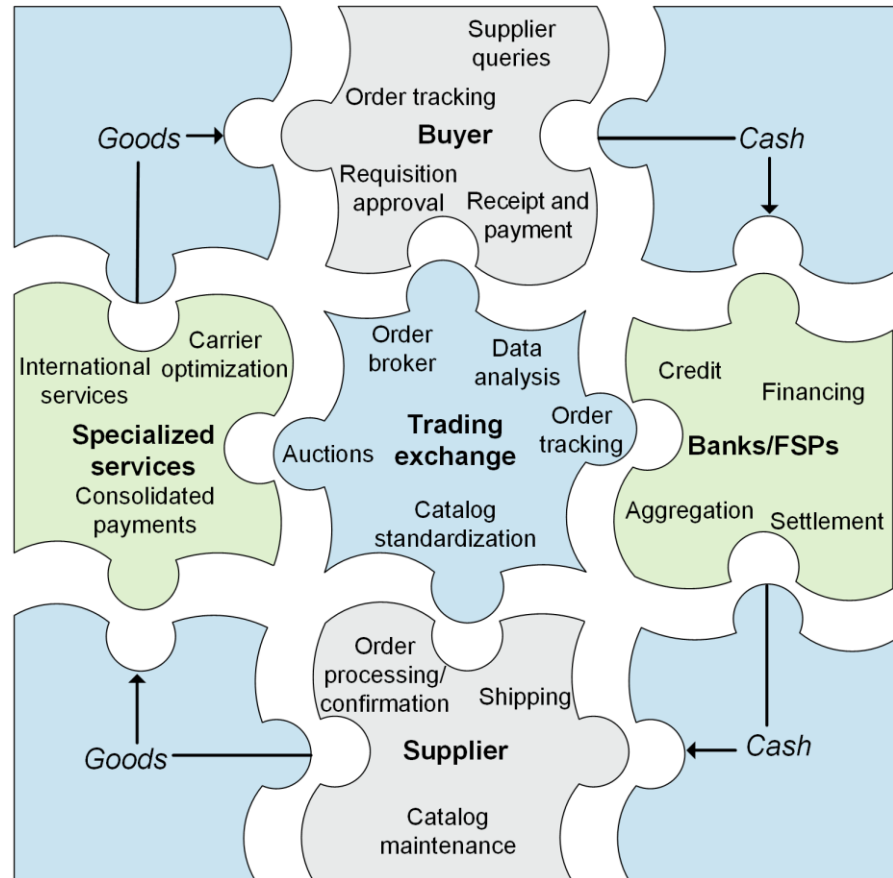 Supplier
queries
Order tracking
Buyer
Requisition
approval
Receipt and
payment
Goods
Cash
International
services
Carrier
optimization
Specialized
services
Consolidated
payments
Order
broker
Data
analysis
Auctions
Trading
exchange
Order
tracking
Catalog
standardization
Credit
Financing
Banks/FSPs
Aggregation
Settlement
Goods
Order
processing/
confirmation
Shipping
Supplier
Catalog
maintenance
Cash